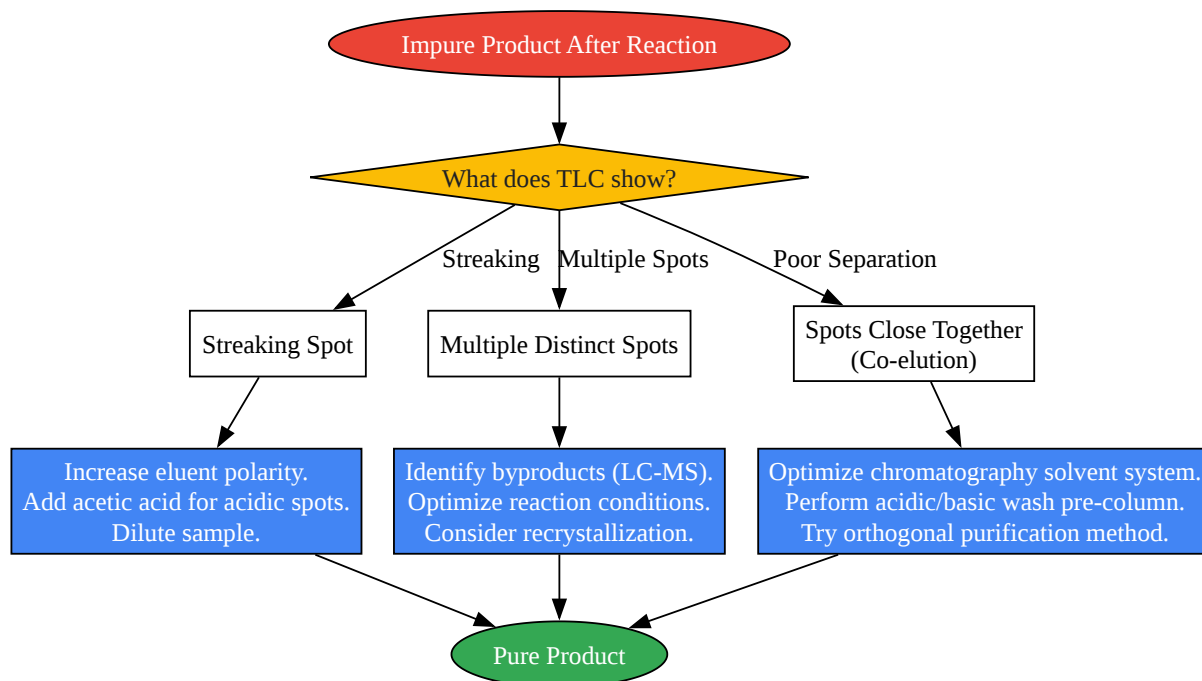 Impure Product After Reaction
What does TLC show?
Streaking
Multiple Spots
Poor Separation
Streaking Spot
Multiple Distinct Spots
Spots Close Together
(Co-elution)
Increase eluent polarity.
Add acetic acid for acidic spots.
Dilute sample.
Identify byproducts (LC-MS).
Optimize reaction conditions.
Consider recrystallization.
Optimize chromatography solvent system.
Perform acidic/basic wash pre-column.
Try orthogonal purification method.
Pure Product